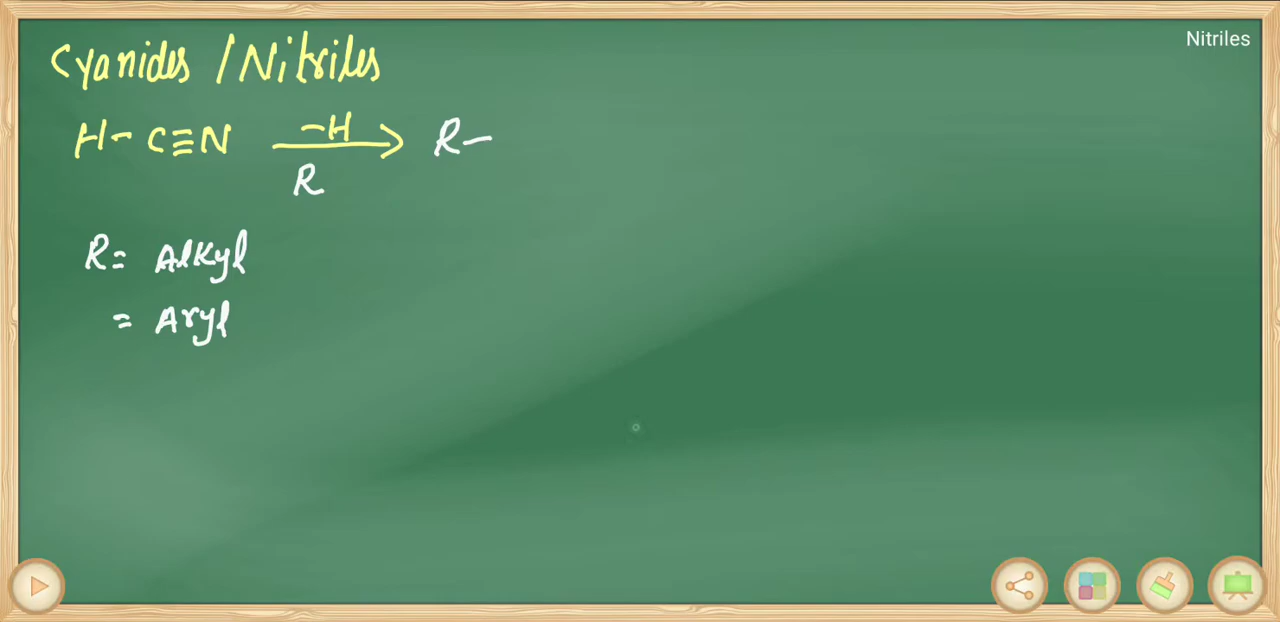 Cyanides / Nitriles
Nitriles
H - C≡N —H R-
R
R = Alkyl
= Aryl